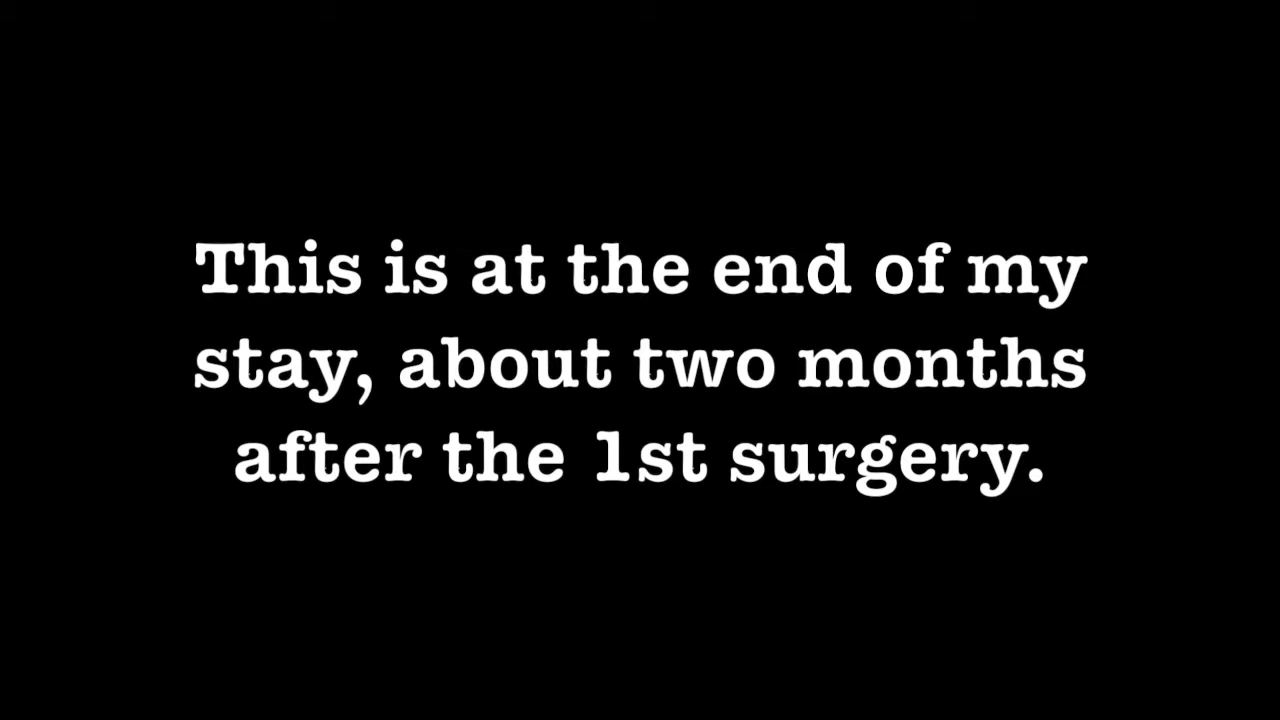 This is at the end of my
stay, about two months
after the 1st surgery.